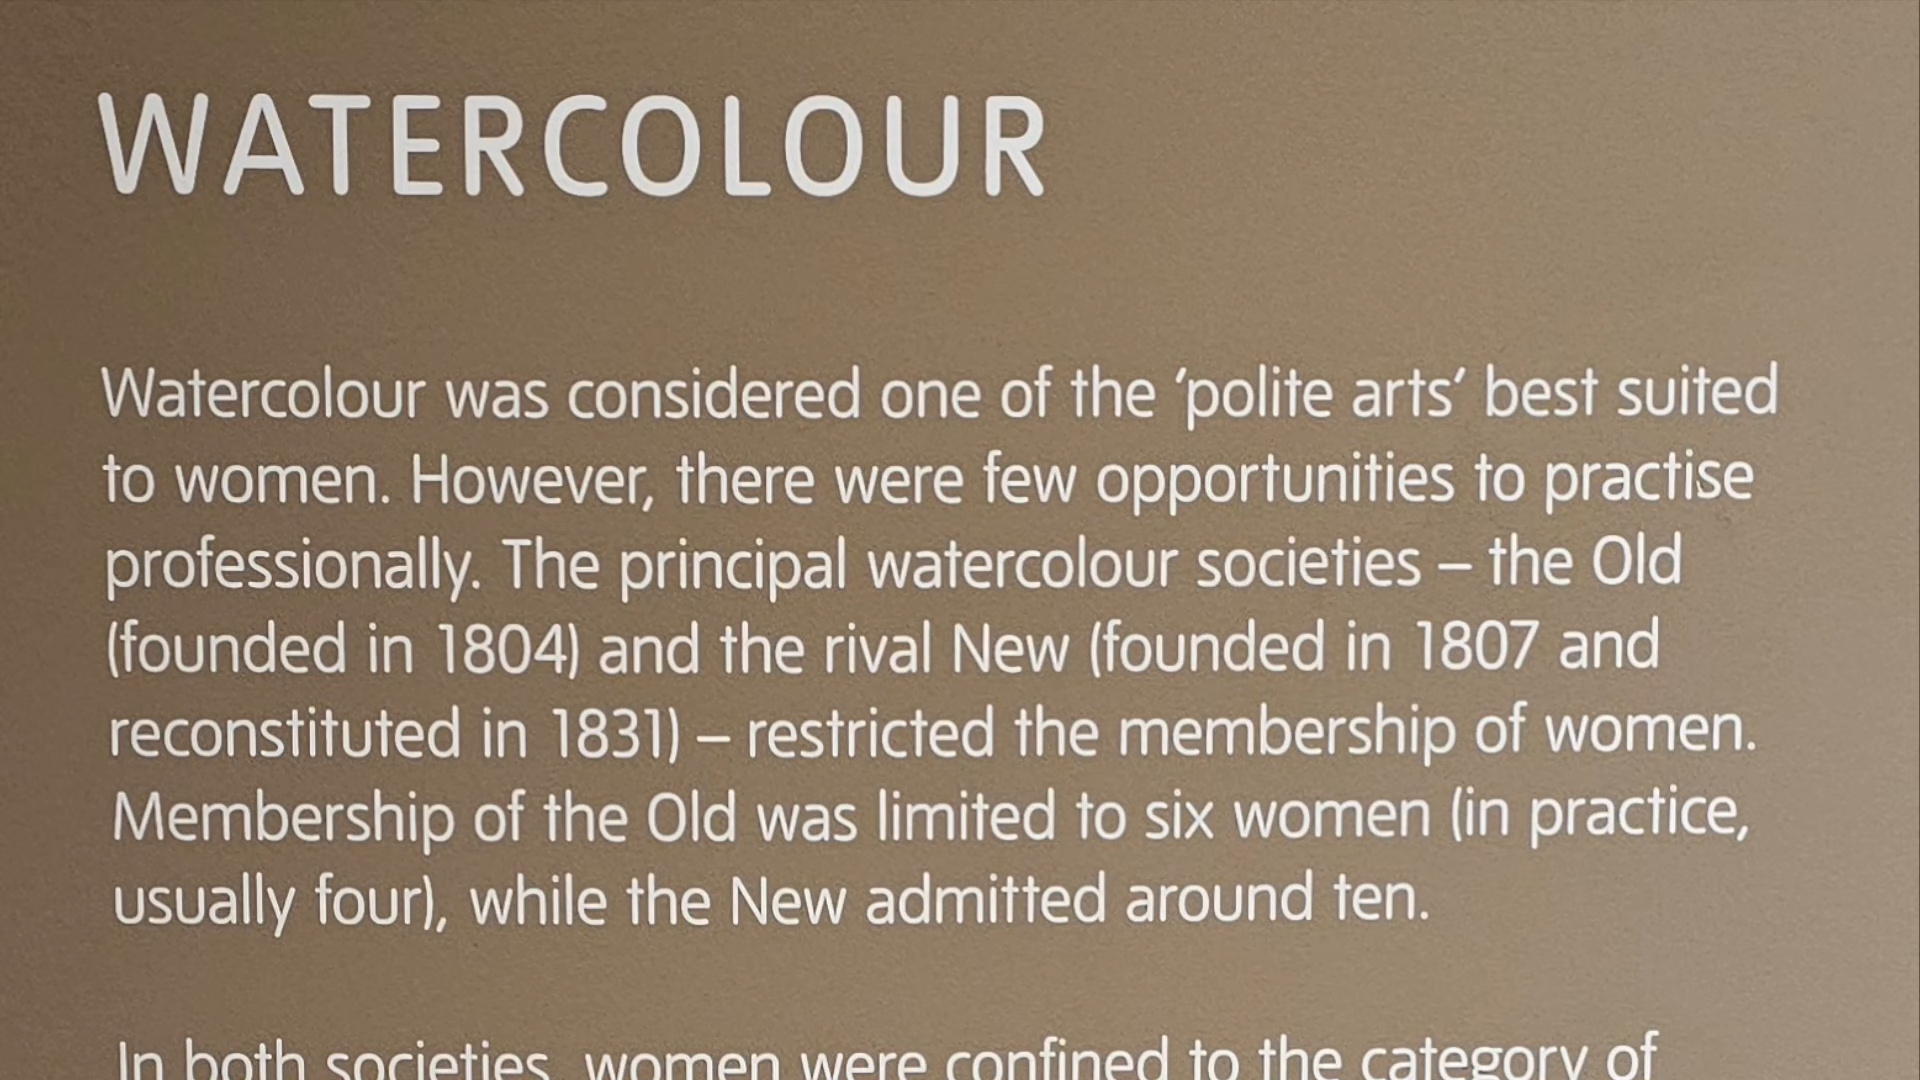 WATERCOLOUR
Watercolour was considered one of the ‘polite arts’ best suited
to women. However, there were few opportunities to practise
professionally. The principal watercolour societies – the Old
(founded in 1804) and the rival New (founded in 1807 and
reconstituted in 1831) – restricted the membership of women.
Membership of the Old was limited to six women (in practice,
usually four), while the New admitted around ten.
In both societies, women were confined to the category of